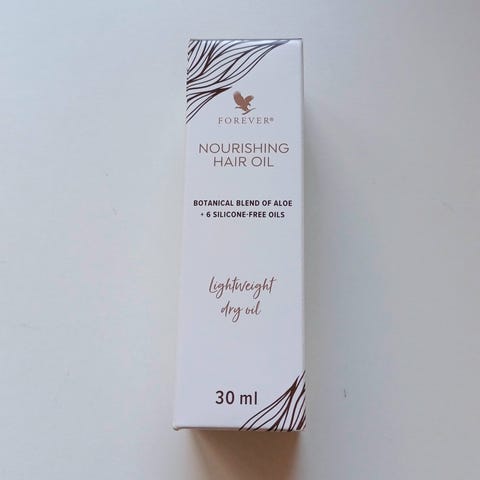 FOREVER®
NOURISHING
HAIR OIL
BOTANICAL BLEND OF ALOE
+ 6 SILICONE-FREE OILS
Lightweight
dry oil
30 ml